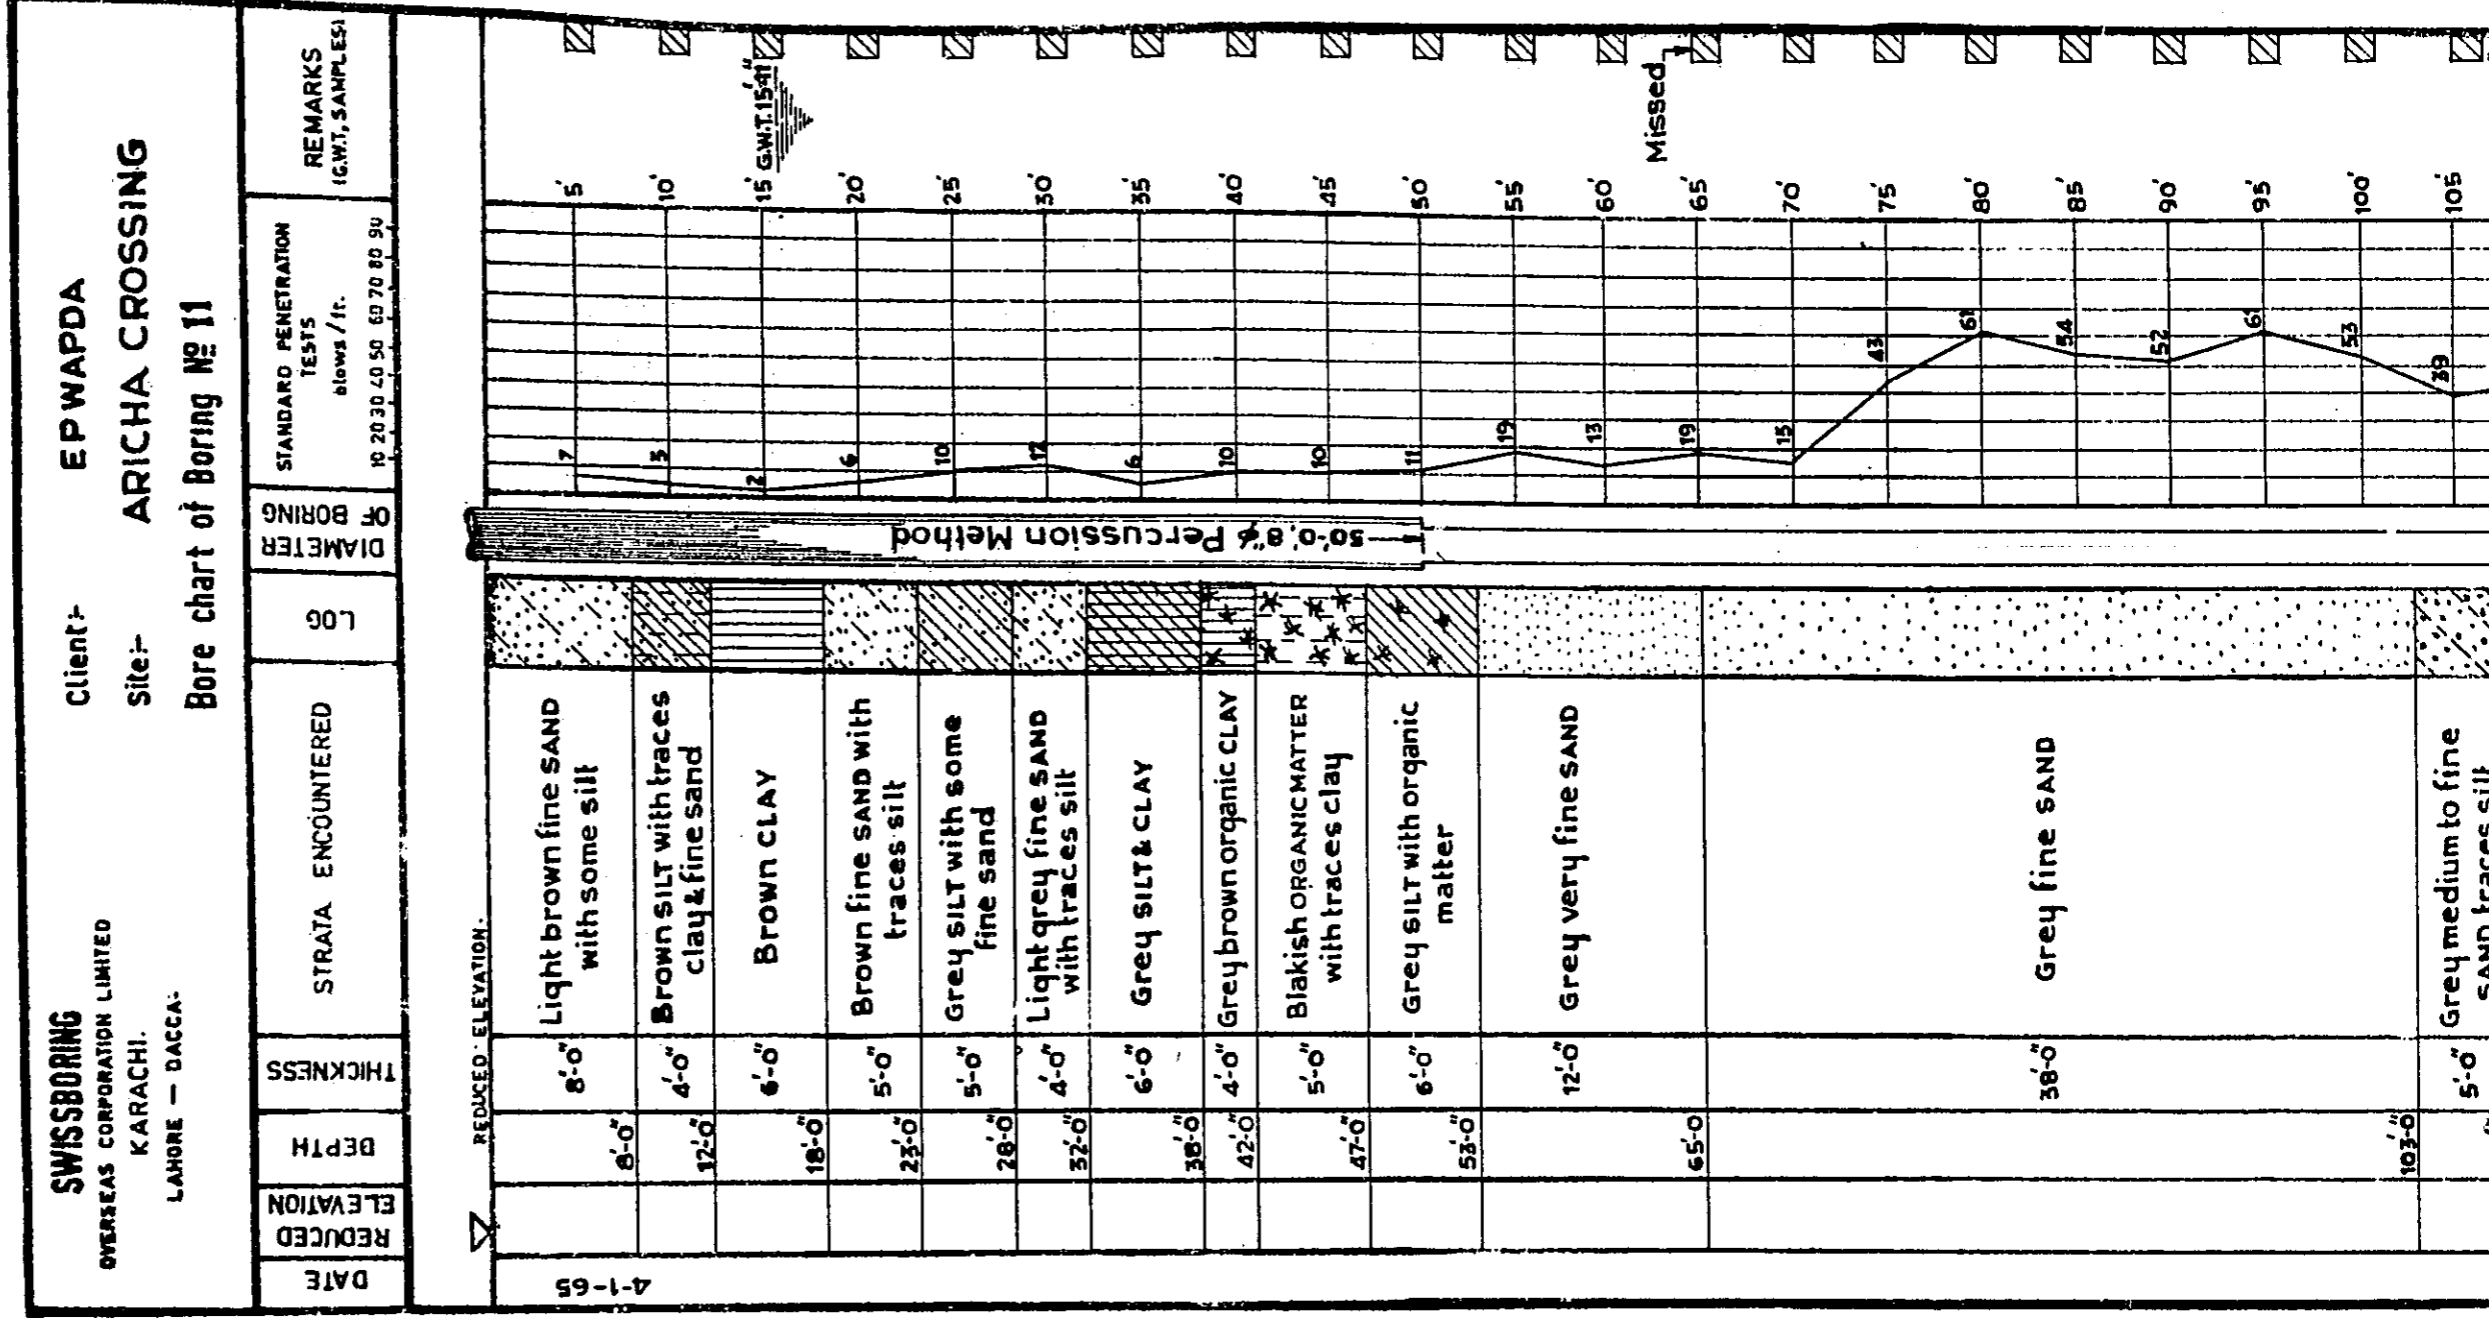 SWISSBORING
OVERSEAS CORPORATION LIMITED
KARACHI.
LAHORE — DACCA.
Client:- EPWAPDA
Site:- ARICHA CROSSING
Bore chart of Boring № 11
DATE
REDUCED
ELEVATION
DEPTH
THICKNESS
STRATA ENCOUNTERED
LOG
DIAMETER
OF BORING
STANDARD PENETRATION
TESTS
blows/ft.
10 20 30 40 50 60 70 80 90
REMARKS
(G.W.T, SAMPLES)
REDUCED ELEVATION.
4-1-65
8'-0" 8'-0" Light brown fine SAND
with some silt
12'-0" 4'-0" Brown SILT with traces
clay & fine sand
18'-0" 6'-0" Brown CLAY
23'-0" 5'-0" Brown fine SAND with
traces silt
28'-0" 5'-0" Grey SILT with some
fine sand
32'-0" 4'-0" Light grey fine SAND
with traces silt
38'-0" 6'-0" Grey SILT & CLAY
42'-0" 4'-0" Grey brown organic CLAY
47'-0" 5'-0" Blakish ORGANIC MATTER
with traces clay
53'-0" 6'-0" Grey SILT with organic
matter
65'-0 12'-0" Grey very fine SAND
103'-0" 38'-0" Grey fine SAND
5'-0" Grey medium to fine
SAND traces silt
50'-0", 8"ϕ Percussion Method
7 5'
5 10'
2 15' G.W.T. 15'-11"
6 20'
10 25'
12 30'
6 35'
10 40'
10 45'
11 50'
19 55'
13 60'
19 65' Missed
15 70'
43 75'
61 80'
54 85'
52 90'
61 95'
53 100'
39 105